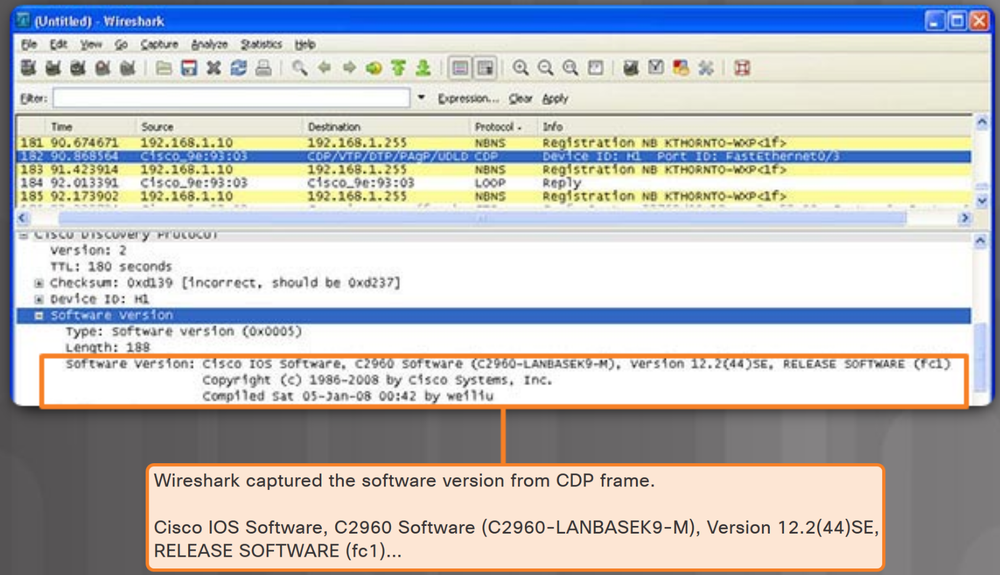 (Untitled) - Wireshark
File Edit View Go Capture Analyze Statistics Help
Filter: Expression... Clear Apply
Time Source Destination Protocol Info
181 90.674671 192.168.1.10 192.168.1.255 NBNS Registration NB KTHORNTO-WXP<1f>
182 90.868564 Cisco_9e:93:03 CDP/VTP/DTP/PAgP/UDLD CDP Device ID: H1 Port ID: FastEthernet0/3
183 91.423914 192.168.1.10 192.168.1.255 NBNS Registration NB KTHORNTO-WXP<1f>
184 92.013391 Cisco_9e:93:03 Cisco_9e:93:03 LOOP Reply
185 92.173902 192.168.1.10 192.168.1.255 NBNS Registration NB KTHORNTO-WXP<1f>
Cisco Discovery Protocol
Version: 2
TTL: 180 seconds
Checksum: 0xd139 [incorrect, should be 0xd237]
Device ID: H1
Software Version
Type: Software version (0x0005)
Length: 188
Software Version: Cisco IOS Software, C2960 Software (C2960-LANBASEK9-M), Version 12.2(44)SE, RELEASE SOFTWARE (fc1)
Copyright (c) 1986-2008 by Cisco Systems, Inc.
Compiled Sat 05-Jan-08 00:42 by weiliu
Wireshark captured the software version from CDP frame.
Cisco IOS Software, C2960 Software (C2960-LANBASEK9-M), Version 12.2(44)SE,
RELEASE SOFTWARE (fc1)...